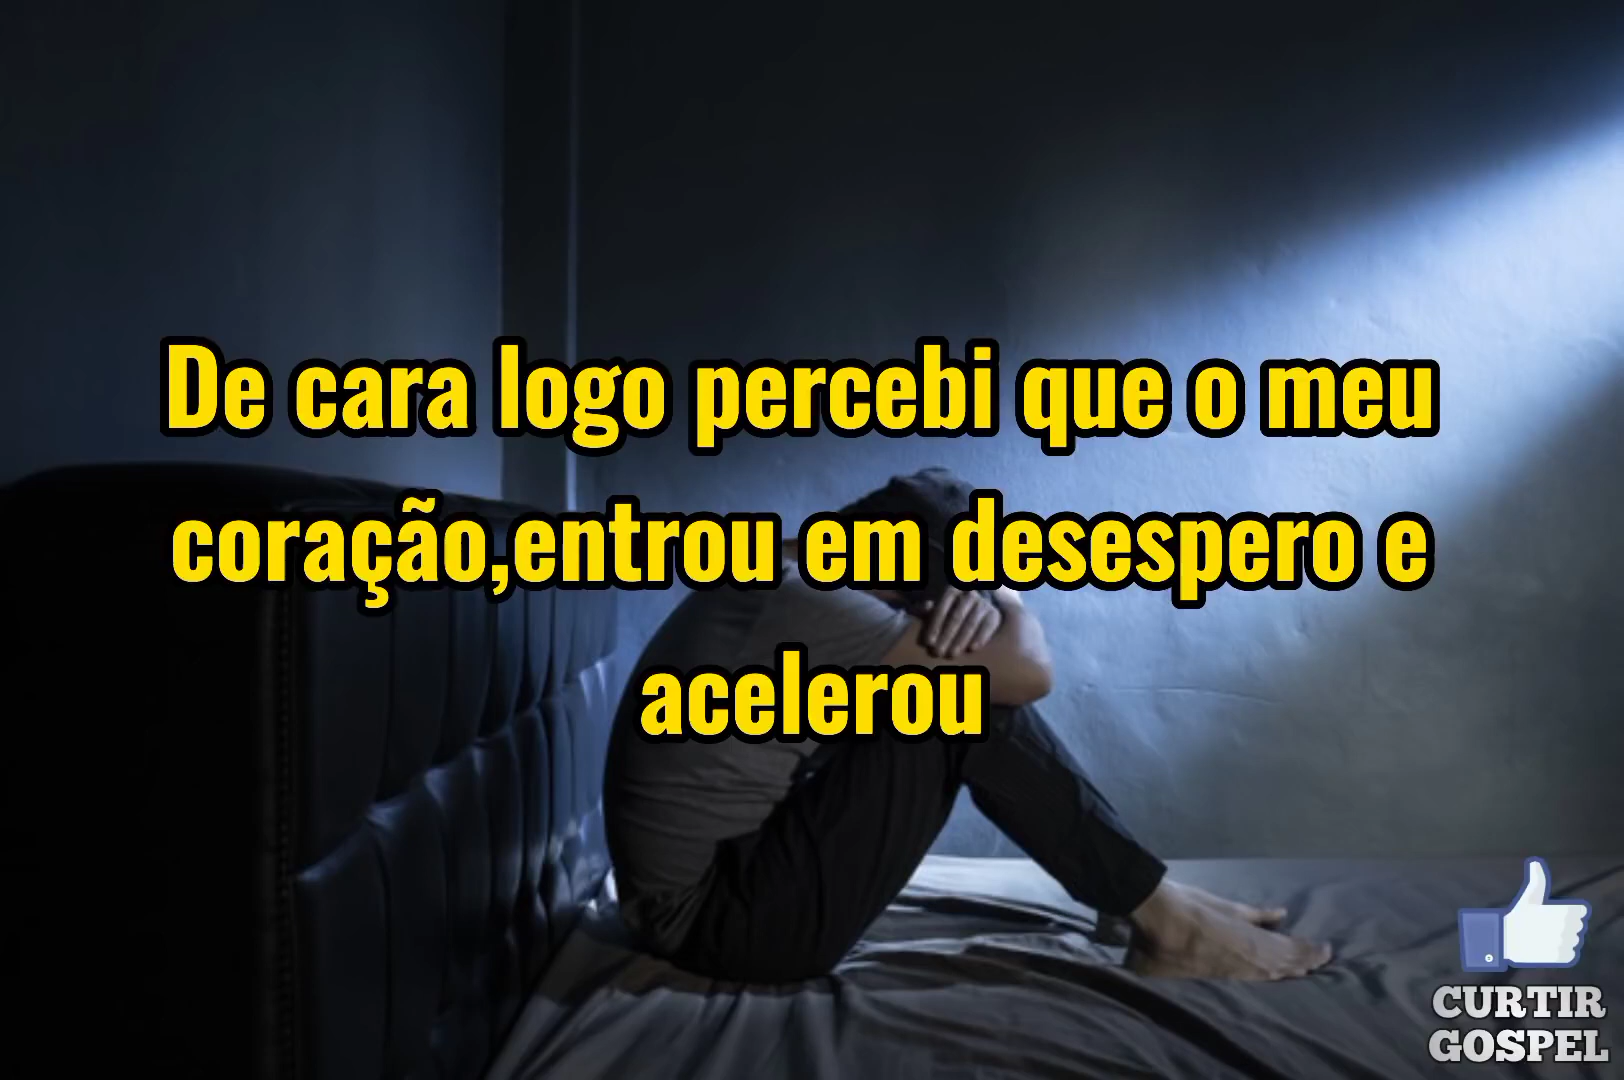 De cara logo percebi que o meu
coração,entrou em desespero e
acelerou
CURTIR
GOSPEL